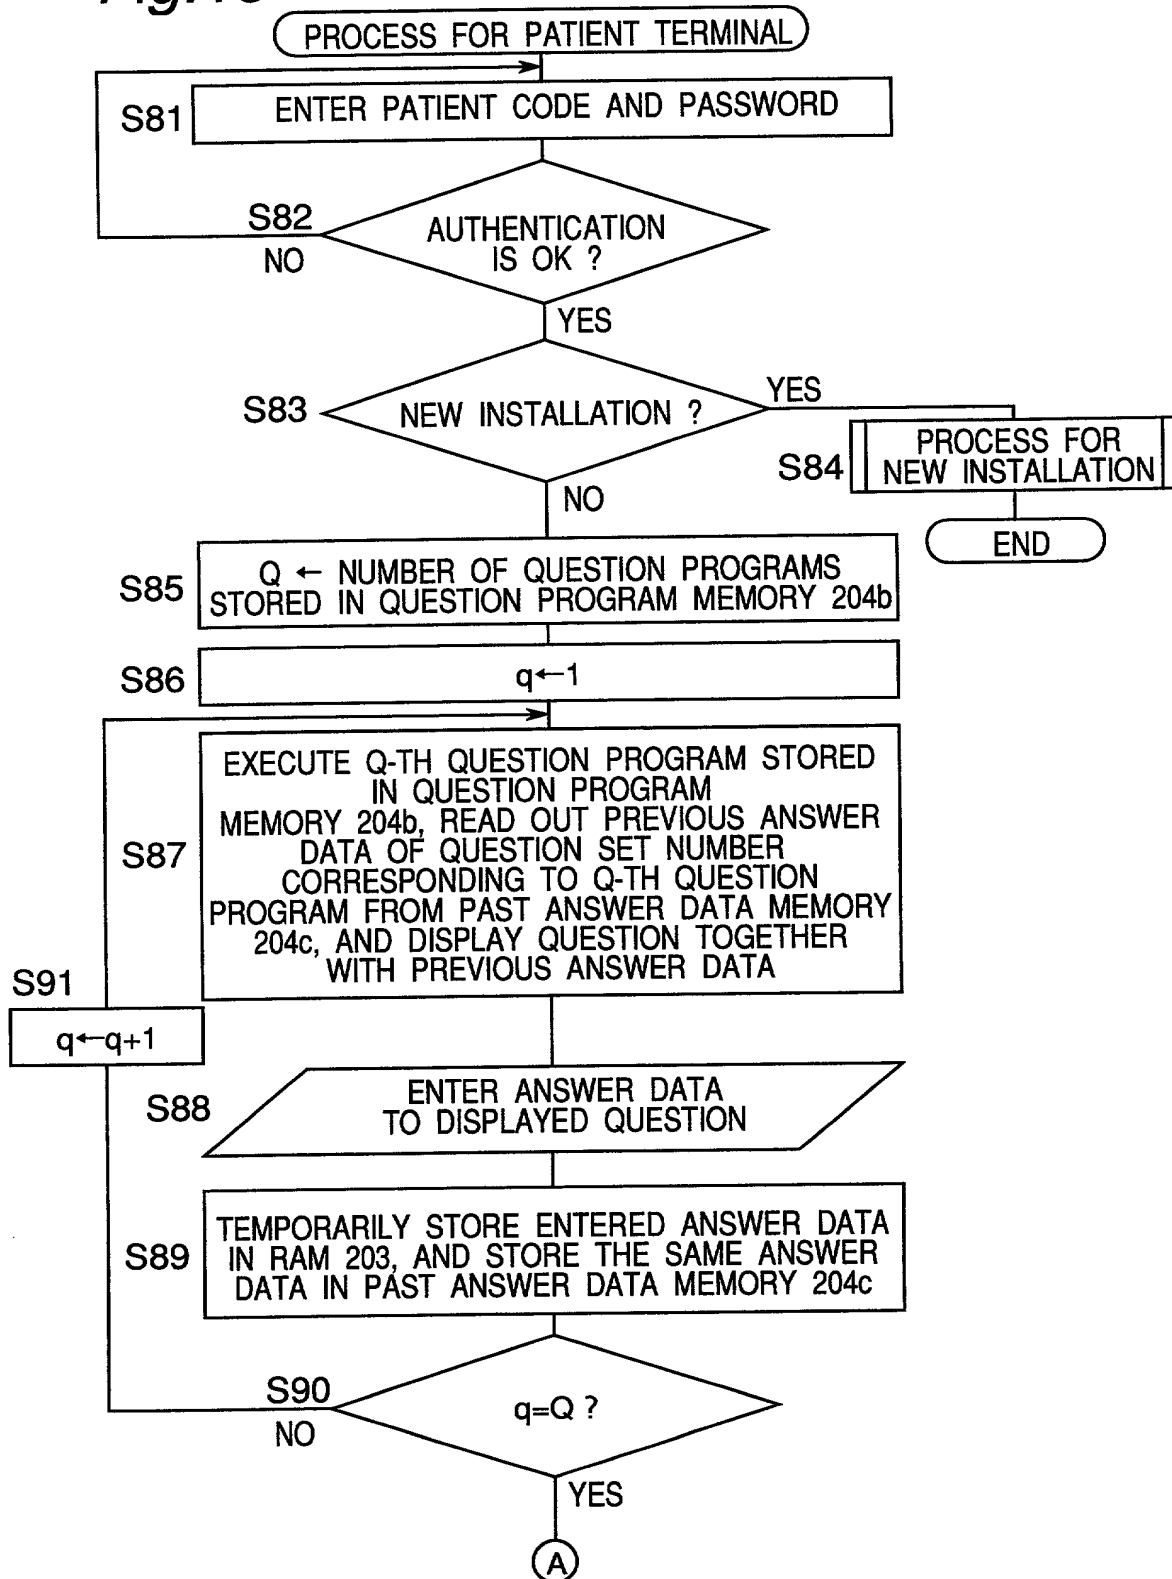 PROCESS FOR PATIENT TERMINAL
S81
ENTER PATIENT CODE AND PASSWORD
S82
NO
AUTHENTICATION
IS OK ?
YES
S83
NEW INSTALLATION ?
YES
S84
PROCESS FOR
NEW INSTALLATION
NO
END
S85
Q ← NUMBER OF QUESTION PROGRAMS
STORED IN QUESTION PROGRAM MEMORY 204b
S86
q←1
S87
EXECUTE Q-TH QUESTION PROGRAM STORED
IN QUESTION PROGRAM
MEMORY 204b, READ OUT PREVIOUS ANSWER
DATA OF QUESTION SET NUMBER
CORRESPONDING TO Q-TH QUESTION
PROGRAM FROM PAST ANSWER DATA MEMORY
204c, AND DISPLAY QUESTION TOGETHER
WITH PREVIOUS ANSWER DATA
S91
q←q+1
S88
ENTER ANSWER DATA
TO DISPLAYED QUESTION
S89
TEMPORARILY STORE ENTERED ANSWER DATA
IN RAM 203, AND STORE THE SAME ANSWER
DATA IN PAST ANSWER DATA MEMORY 204c
S90
NO
q=Q ?
YES
A